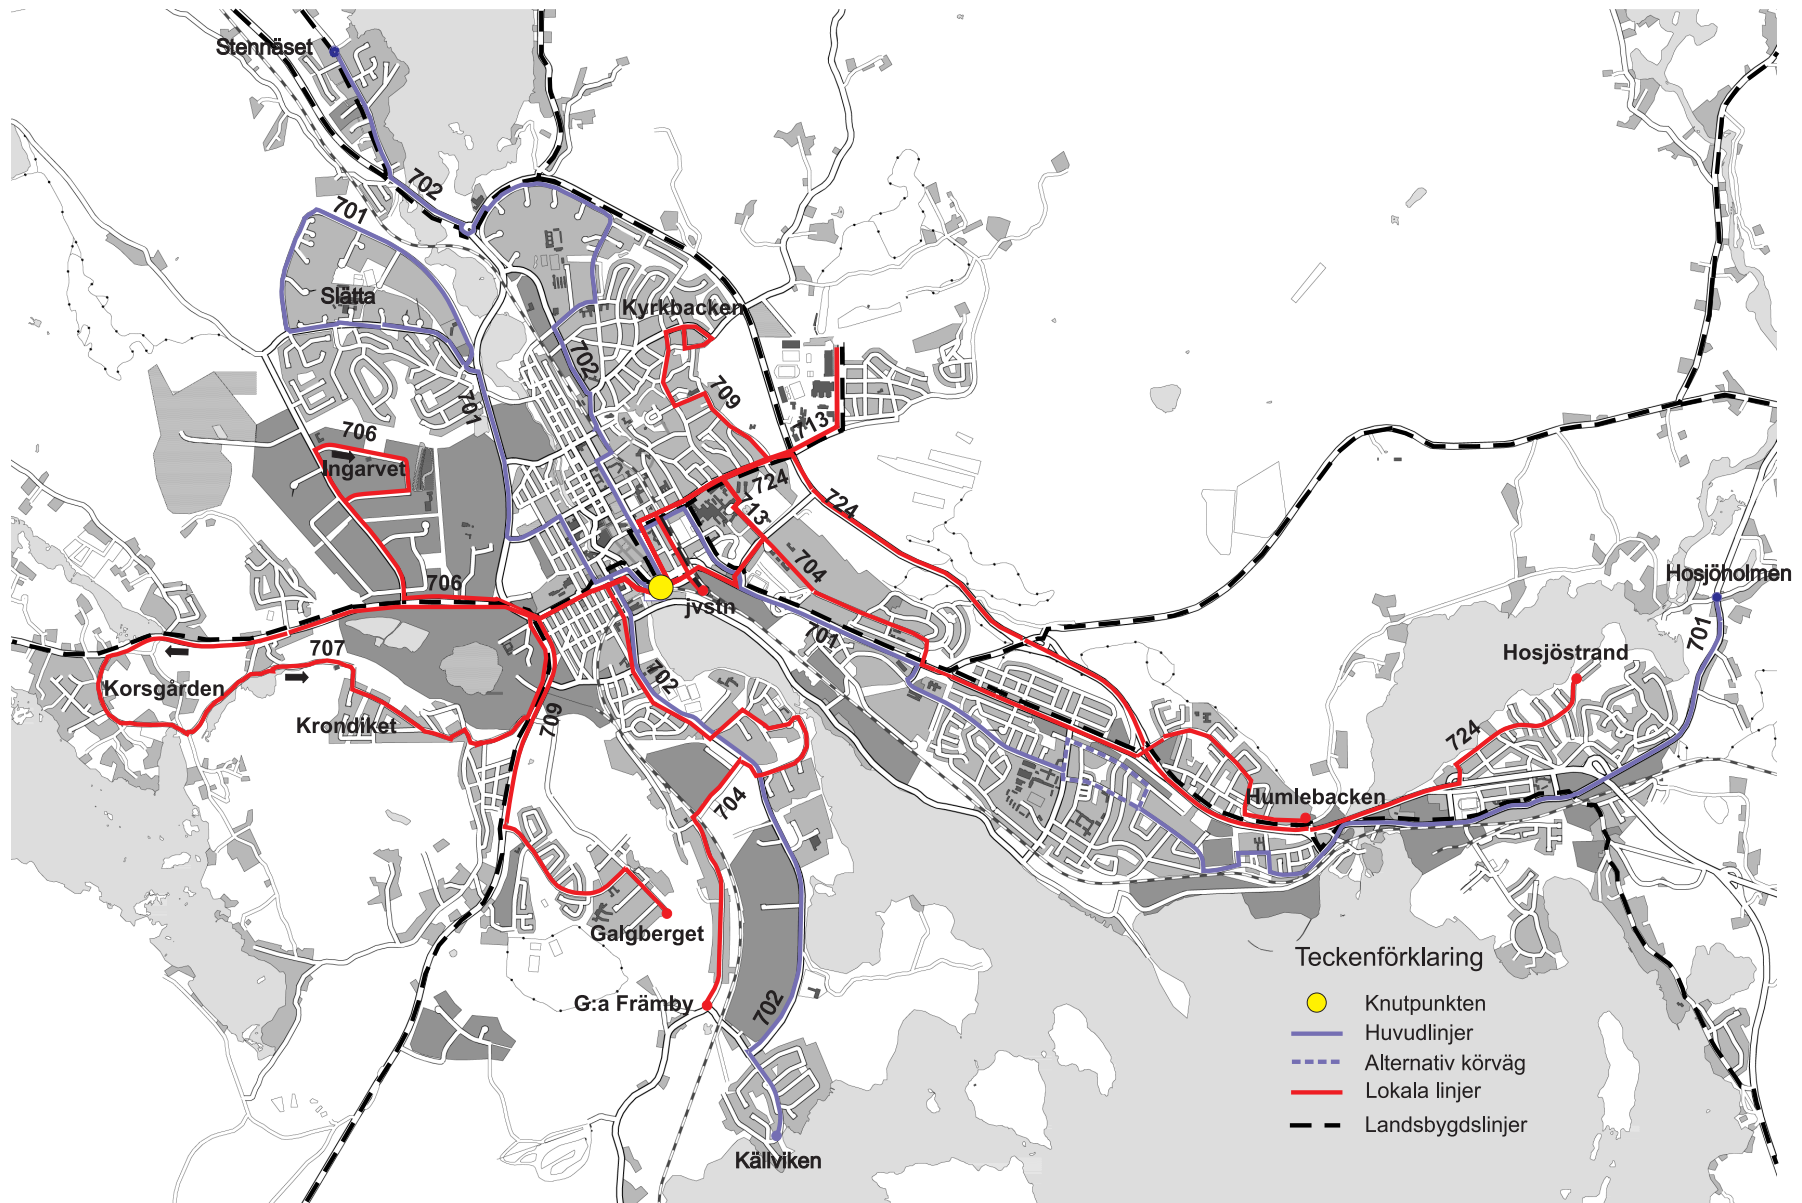 Stennäset
702
701
Slätta
Kyrkbacken
702
709
701
713
706
Ingarvet
724
713
724
706
704
jvstn
Hosjöholmen
701
701
707
Hosjöstrand
Korsgården
702
Krondiket
709
724
704
Humlebacken
Galgberget
G:a Främby
702
Källviken
Teckenförklaring
Knutpunkten
Huvudlinjer
Alternativ körväg
Lokala linjer
Landsbygdslinjer